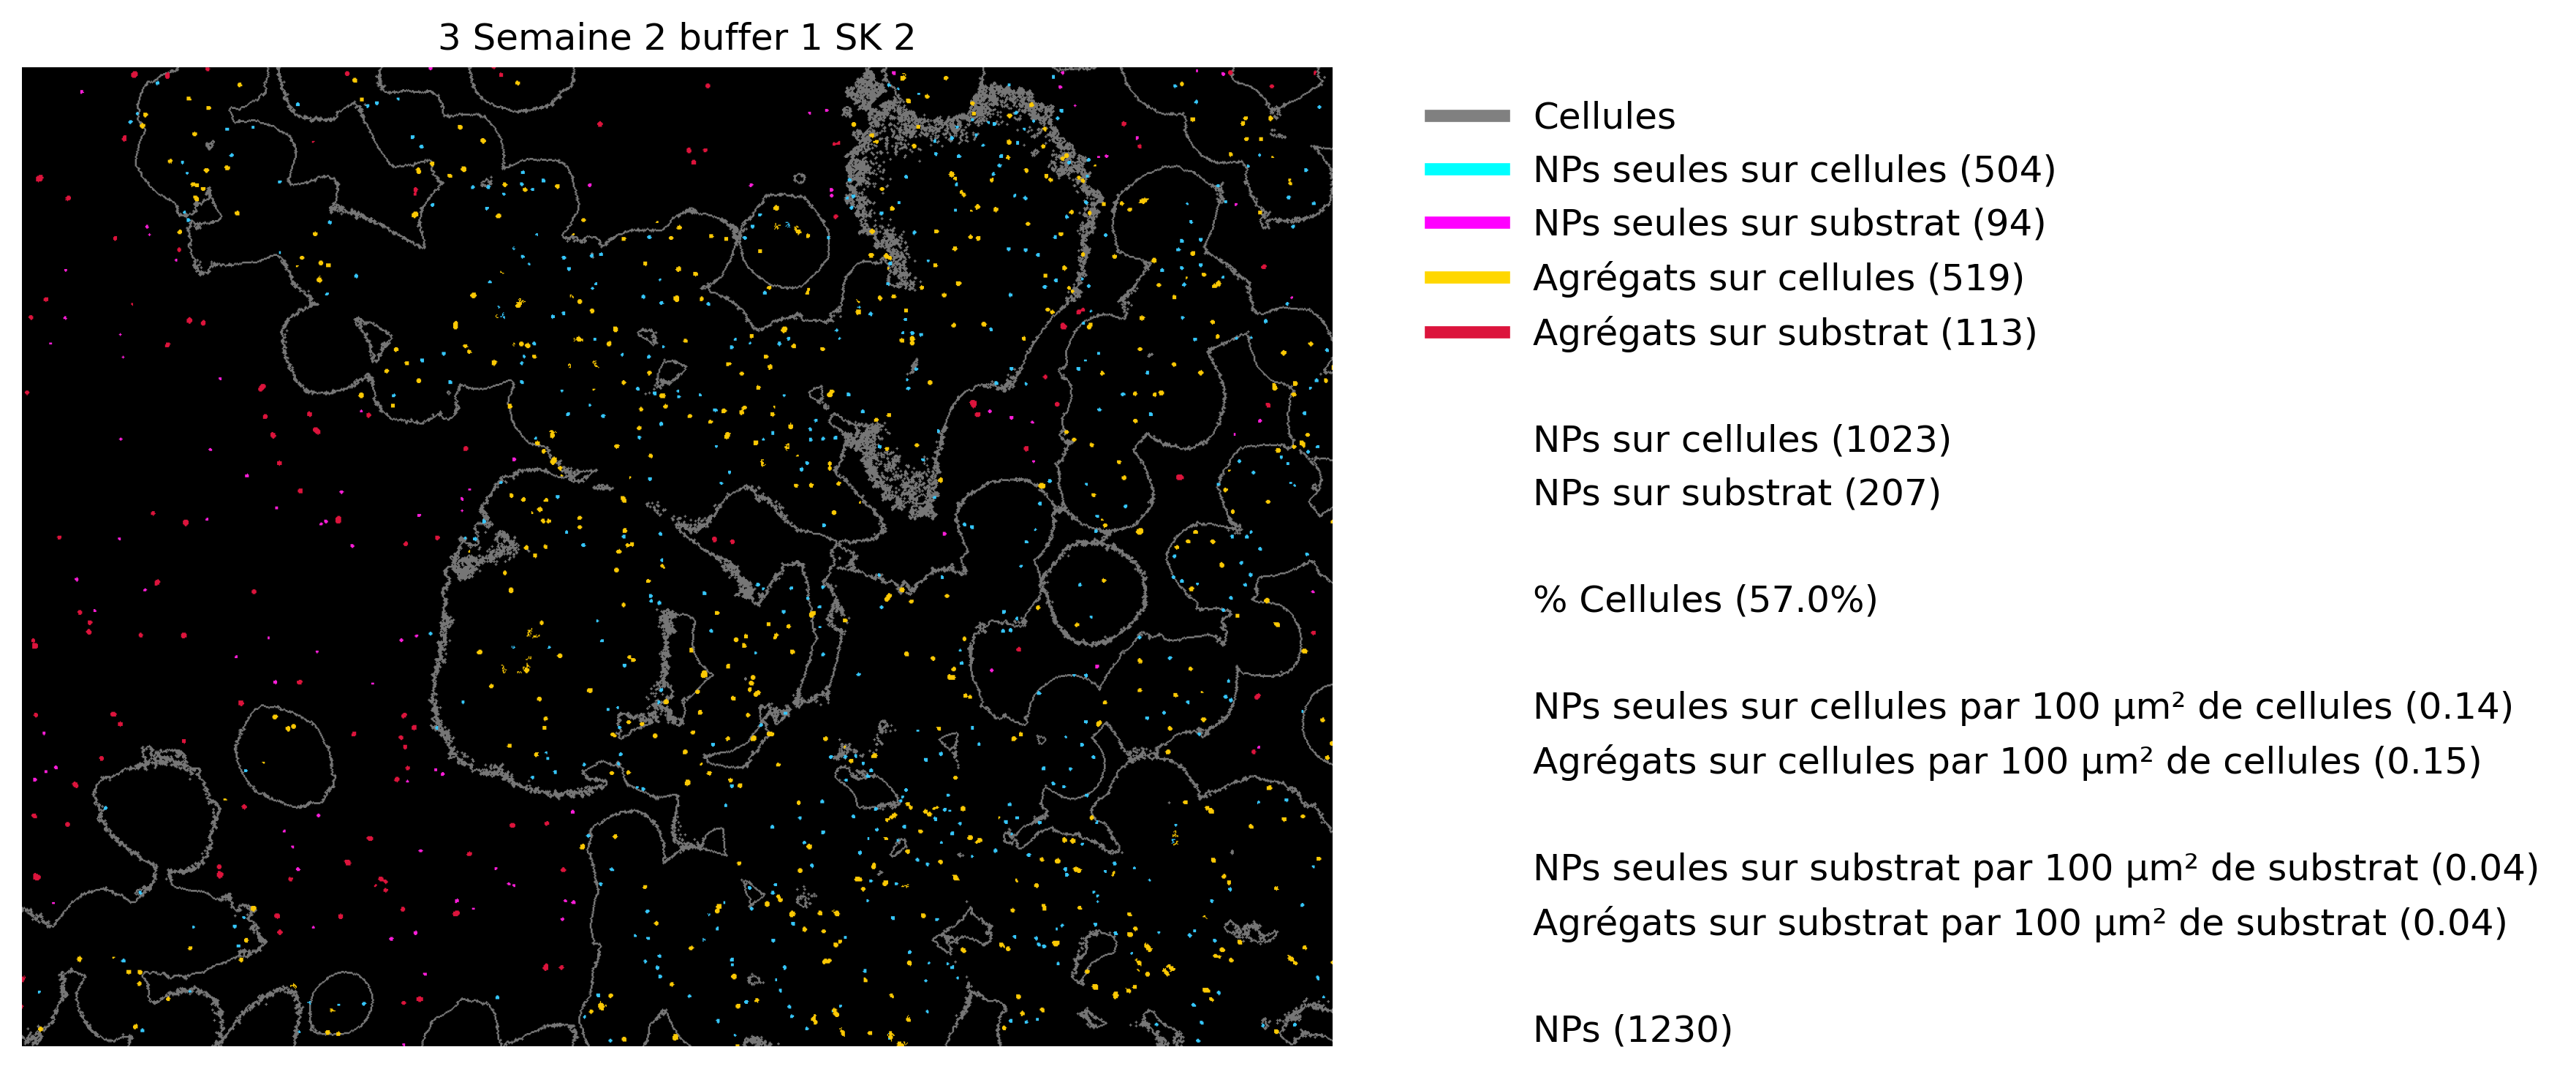 3 Semaine 2 buffer 1 SK 2
Cellules
NPs seules sur cellules (504)
NPs seules sur substrat (94)
Agrégats sur cellules (519)
Agrégats sur substrat (113)
NPs sur cellules (1023)
NPs sur substrat (207)
% Cellules (57.0%)
NPs seules sur cellules par 100 µm² de cellules (0.14)
Agrégats sur cellules par 100 µm² de cellules (0.15)
NPs seules sur substrat par 100 µm² de substrat (0.04)
Agrégats sur substrat par 100 µm² de substrat (0.04)
NPs (1230)